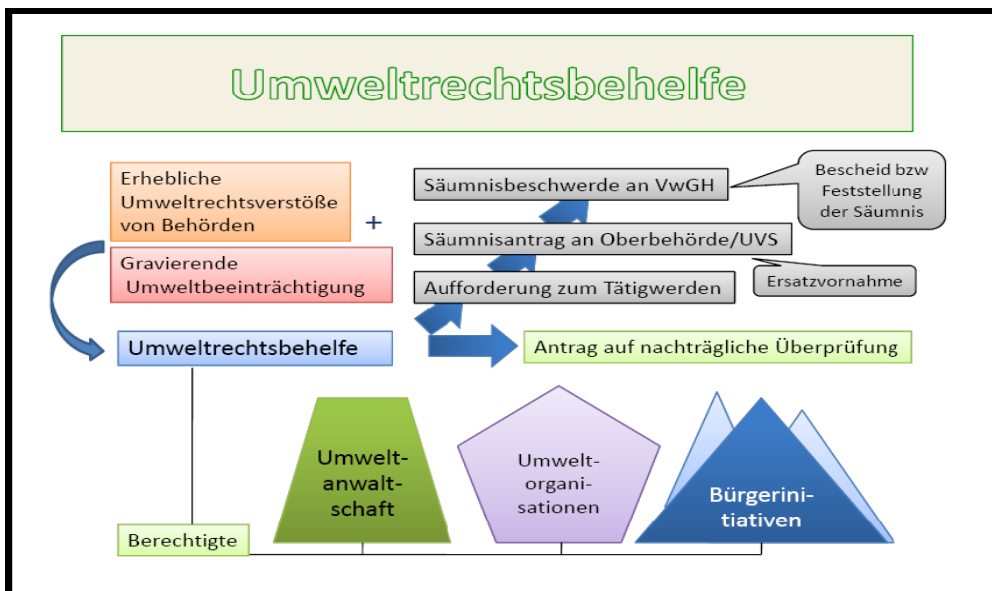 Umweltrechtsbehelfe
Erhebliche
Umweltrechtsverstöße
von Behörden
+
Gravierende
Umweltbeeinträchtigung
Säumnisbeschwerde an VwGH
Bescheid bzw
Feststellung
der Säumnis
Säumnisantrag an Oberbehörde/UVS
Ersatzvornahme
Aufforderung zum Tätigwerden
Umweltrechtsbehelfe
Antrag auf nachträgliche Überprüfung
Umwelt-
anwalt-
schaft
Umwelt-
organi-
sationen
Bürgerini-
tiativen
Berechtigte